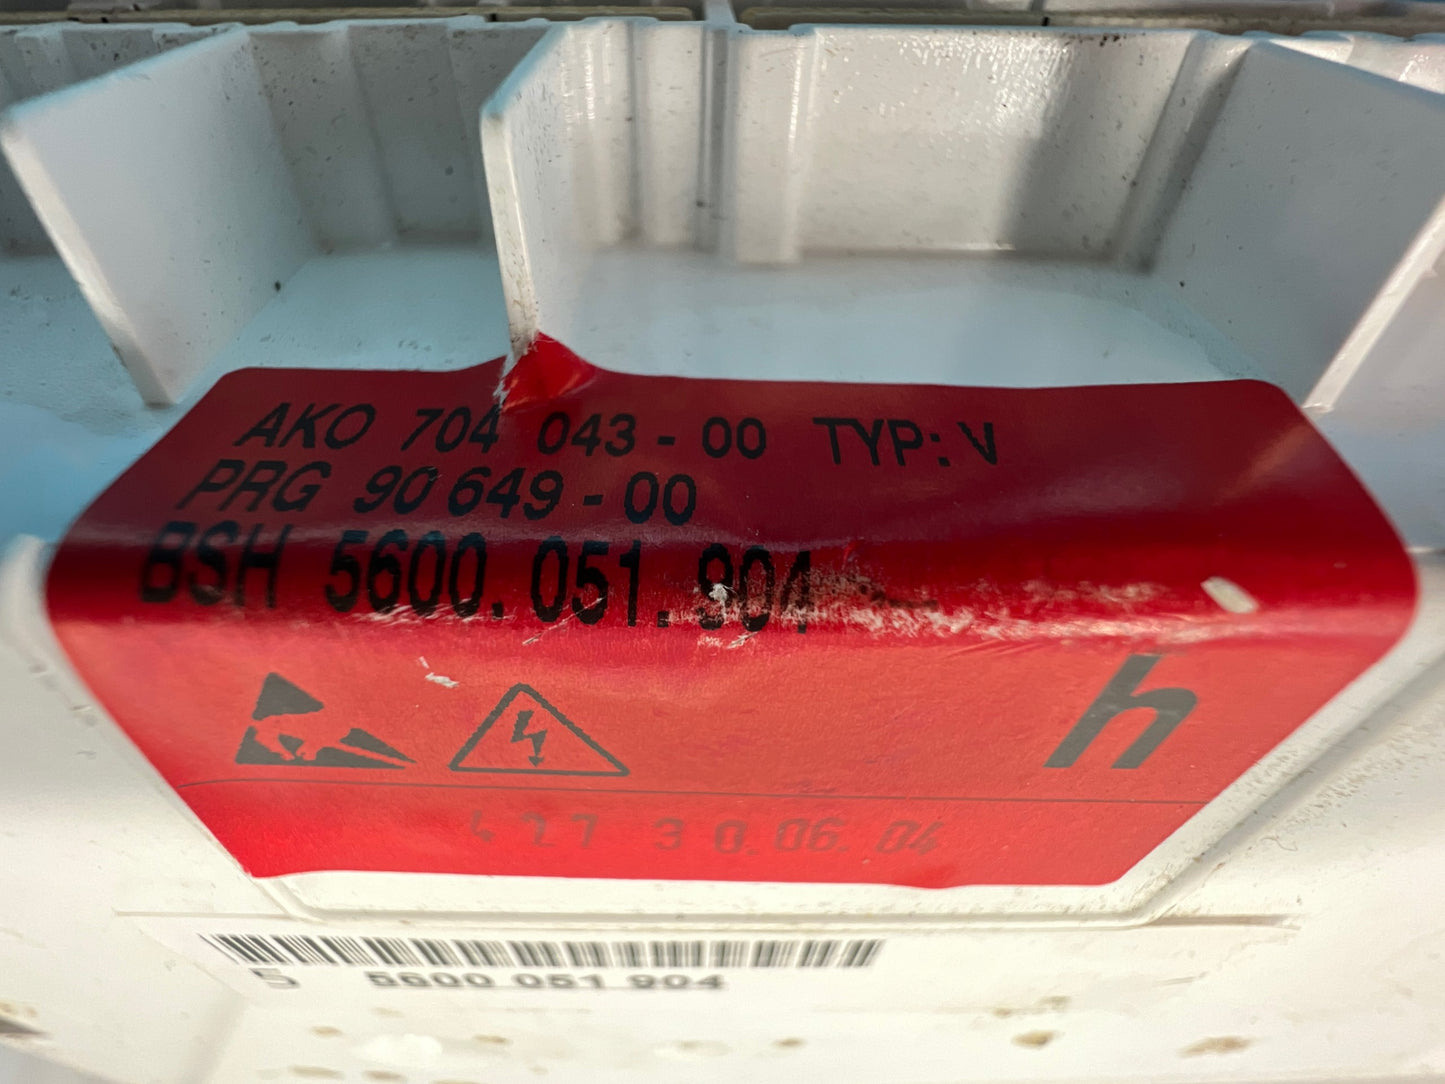 AKO 704 043-00 TYP: V
PRG 90 649-00
BSH 5600.051.904
h
427 30.06.04
5 5600 051 904